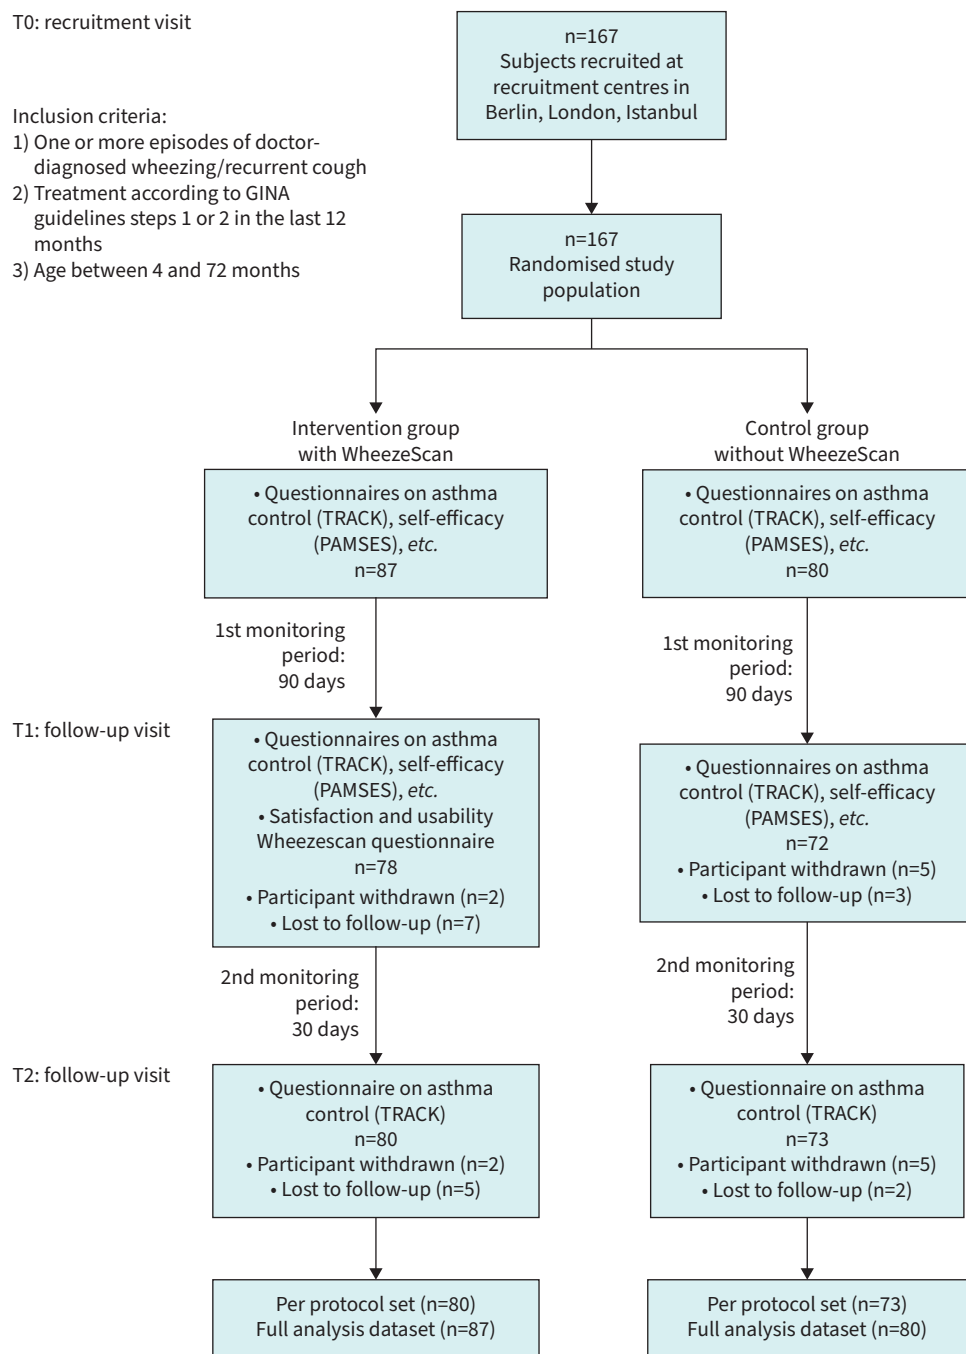 T0: recruitment visit
n=167
Subjects recruited at
recruitment centres in
Berlin, London, Istanbul
Inclusion criteria:
1) One or more episodes of doctor-
diagnosed wheezing/recurrent cough
2) Treatment according to GINA
guidelines steps 1 or 2 in the last 12
months
3) Age between 4 and 72 months
n=167
Randomised study
population
Intervention group
with WheezeScan
• Questionnaires on asthma
control (TRACK), self-efficacy
(PAMSES), etc.
n=87
Control group
without WheezeScan
• Questionnaires on asthma
control (TRACK), self-efficacy
(PAMSES), etc.
n=80
1st monitoring
period:
90 days
1st monitoring
period:
90 days
T1: follow-up visit
• Questionnaires on asthma
control (TRACK), self-efficacy
(PAMSES), etc.
• Satisfaction and usability
Wheezescan questionnaire
n=78
• Participant withdrawn (n=2)
• Lost to follow-up (n=7)
• Questionnaires on asthma
control (TRACK), self-efficacy
(PAMSES), etc.
n=72
• Participant withdrawn (n=5)
• Lost to follow-up (n=3)
2nd monitoring
period:
30 days
2nd monitoring
period:
30 days
T2: follow-up visit
• Questionnaire on asthma
control (TRACK)
n=80
• Participant withdrawn (n=2)
• Lost to follow-up (n=5)
• Questionnaire on asthma
control (TRACK)
n=73
• Participant withdrawn (n=5)
• Lost to follow-up (n=2)
Per protocol set (n=80)
Full analysis dataset (n=87)
Per protocol set (n=73)
Full analysis dataset (n=80)